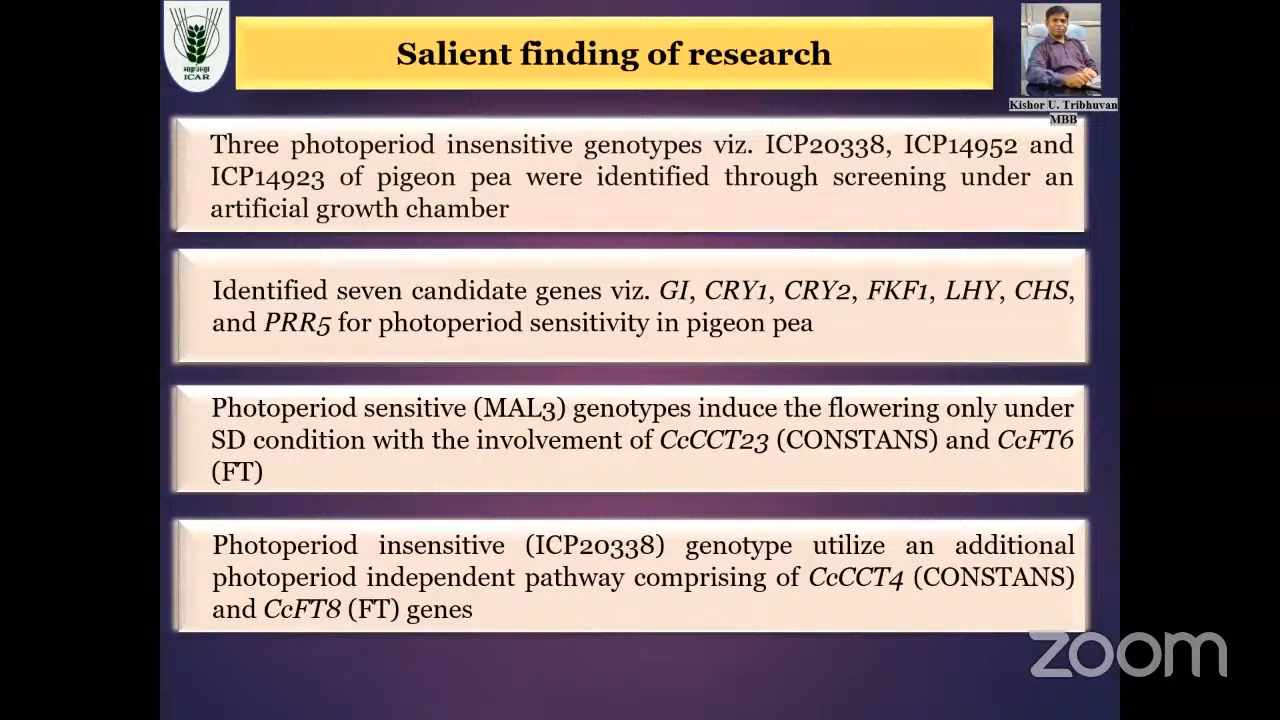 Salient finding of research
ICAR
Kishor U. Tribhuvan
MBB
Three photoperiod insensitive genotypes viz. ICP20338, ICP14952 and
ICP14923 of pigeon pea were identified through screening under an
artificial growth chamber
Identified seven candidate genes viz. GI, CRY1, CRY2, FKF1, LHY, CHS,
and PRR5 for photoperiod sensitivity in pigeon pea
Photoperiod sensitive (MAL3) genotypes induce the flowering only under
SD condition with the involvement of CcCCT23 (CONSTANS) and CcFT6
(FT)
Photoperiod insensitive (ICP20338) genotype utilize an additional
photoperiod independent pathway comprising of CcCCT4 (CONSTANS)
and CcFT8 (FT) genes
zoom